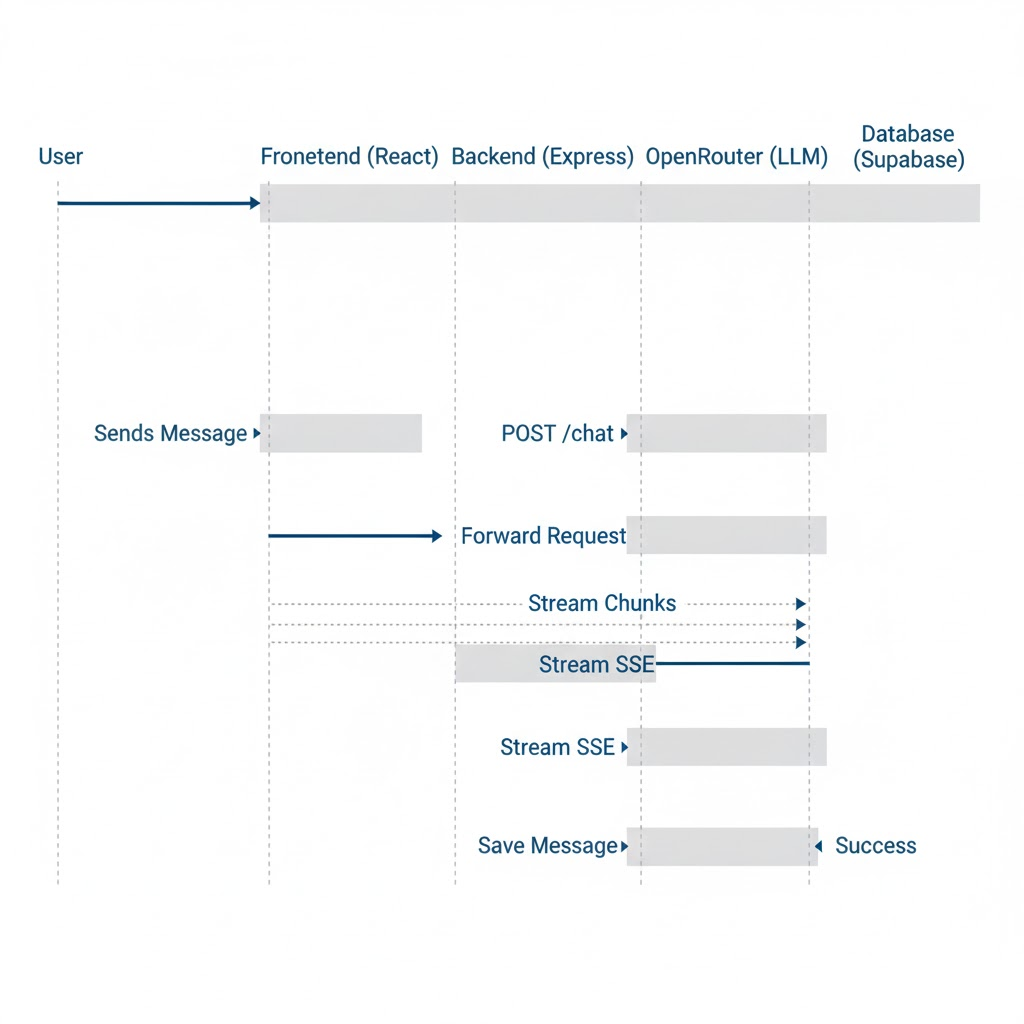 User
Fronetend (React)
Backend (Express)
OpenRouter (LLM)
Database
(Supabase)
Sends Message
POST /chat
Forward Request
Stream Chunks
Stream SSE
Stream SSE
Save Message
Success